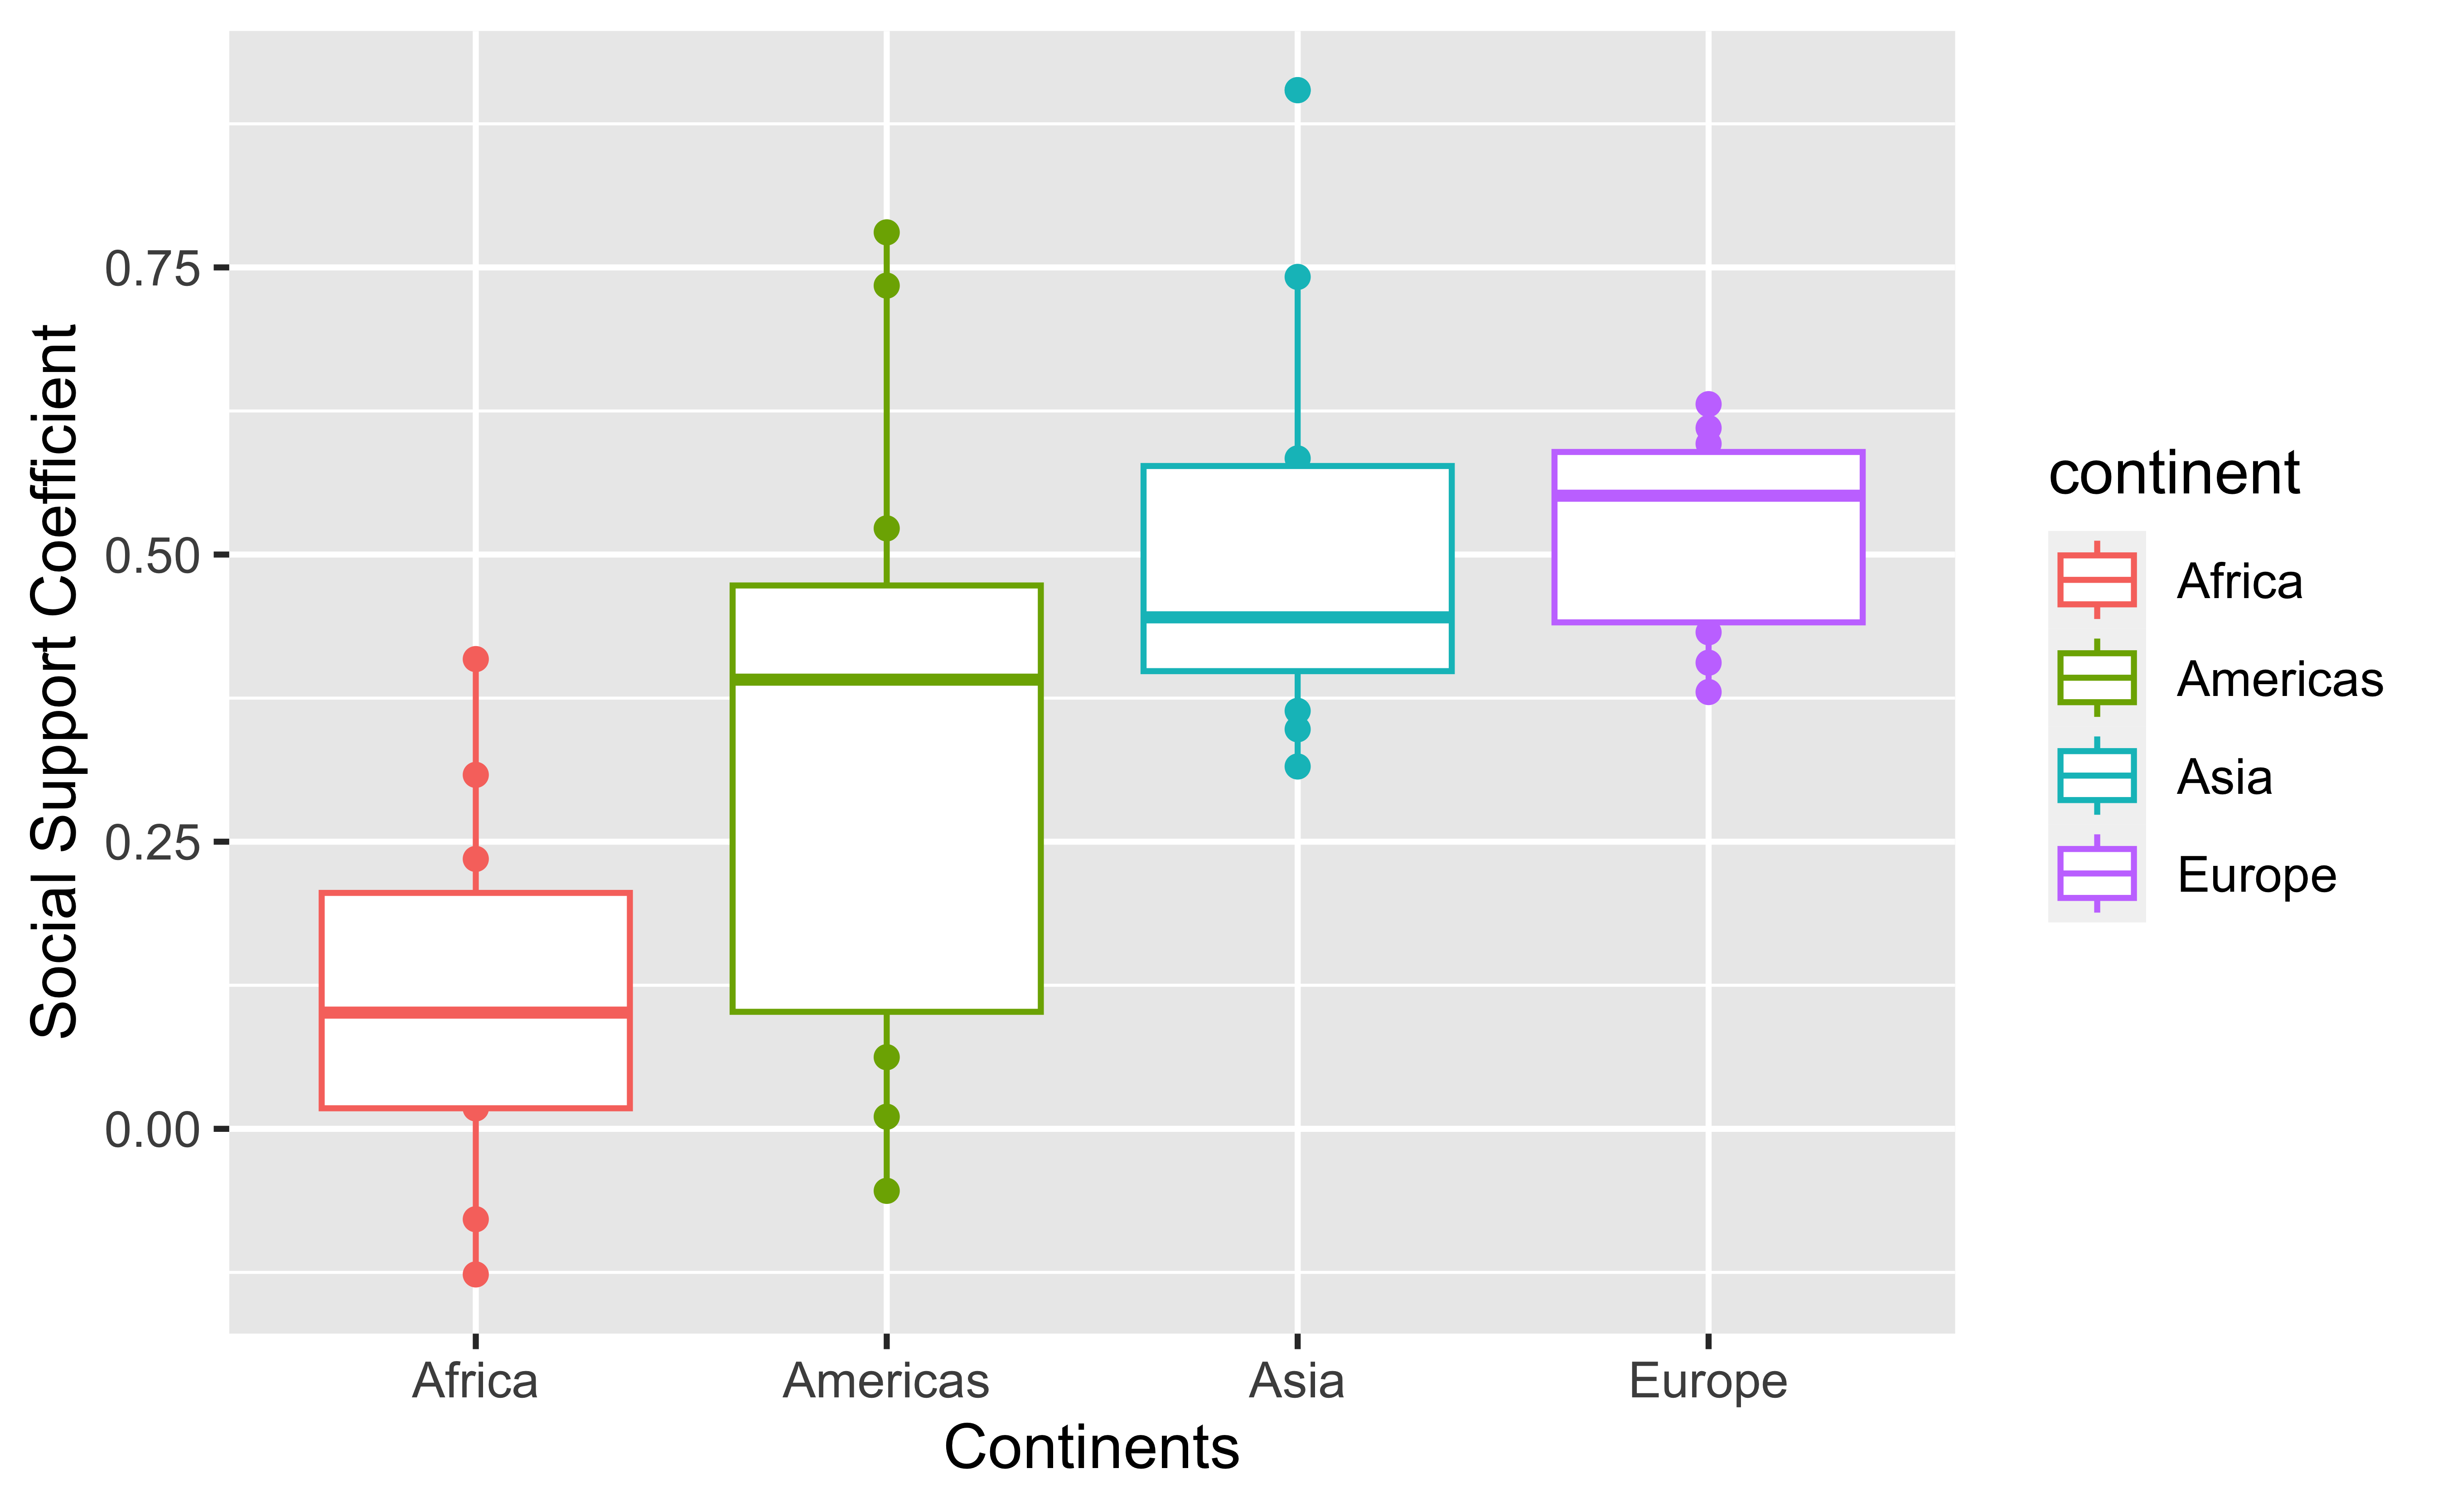 Social Support Coefficient
0.75
0.50
0.25
0.00
Africa
Americas
Asia
Europe
Continents
continent
Africa
Americas
Asia
Europe